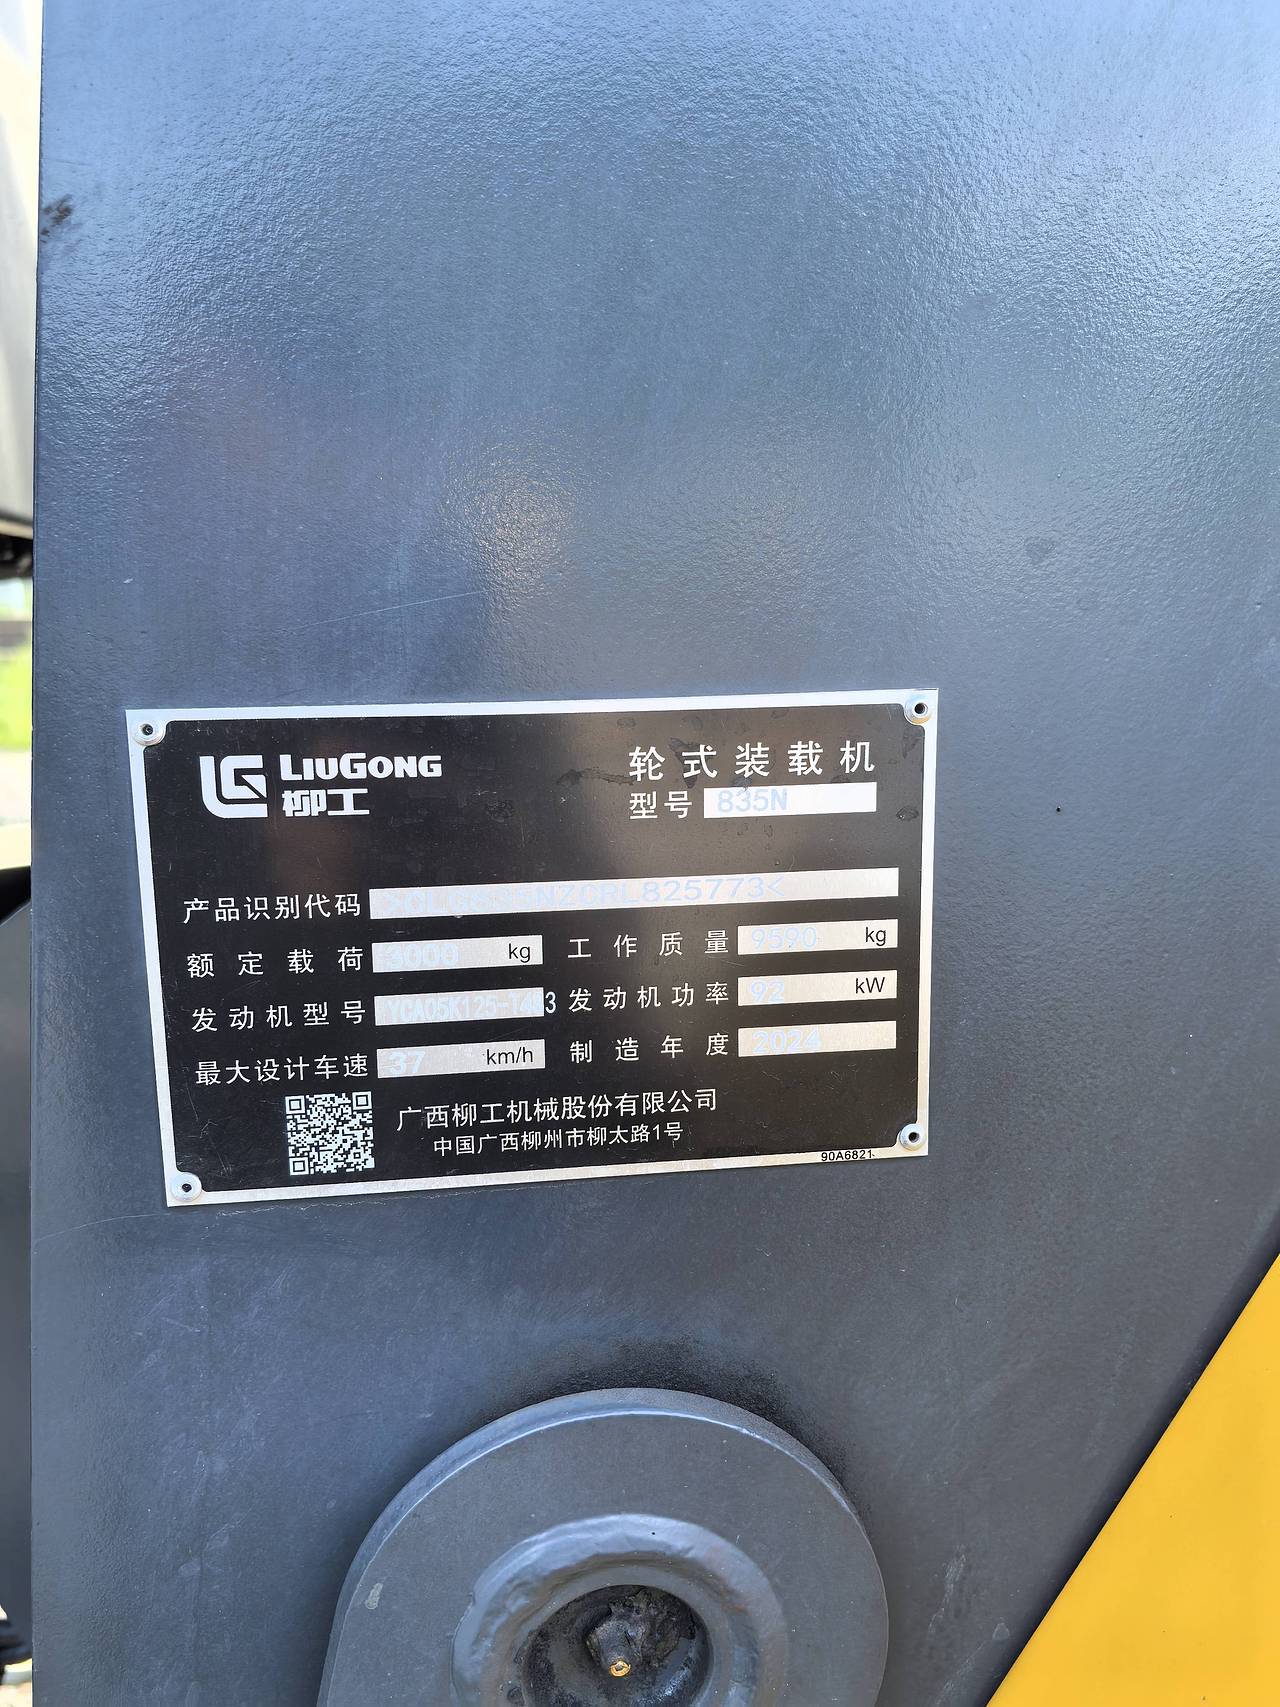 LIUGONG
柳工
轮式装载机
型号 835N
产品识别代码 >CLG835NZCRL825773<
额定载荷 3000 kg 工作质量 9590 kg
发动机型号 YCA05K125-T403 发动机功率 92 kW
最大设计车速 37 km/h 制造年度 2024
广西柳工机械股份有限公司
中国广西柳州市柳太路1号
90A6821